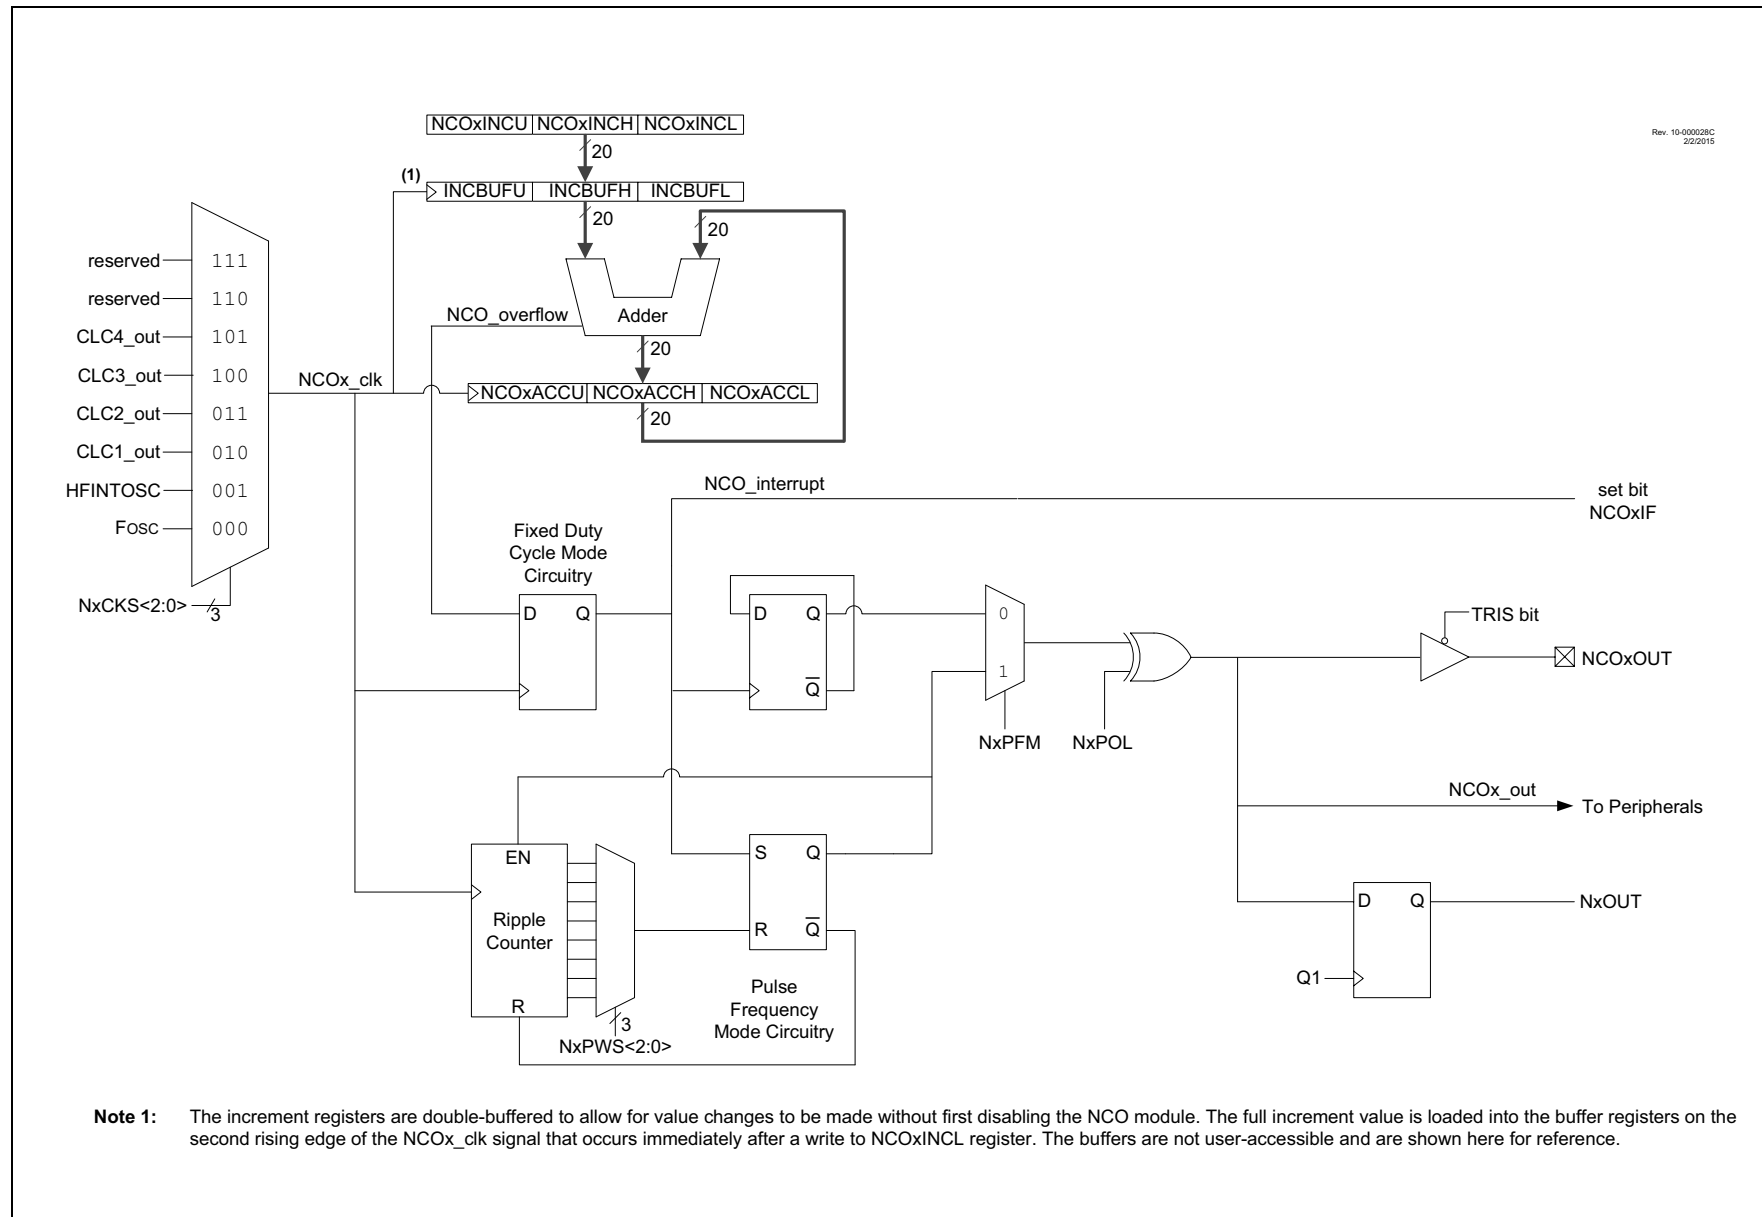 NCOxINCU NCOxINCH NCOxINCL
Rev. 10-000028C
2/2/2015
20
(1)
INCBUFU INCBUFH INCBUFL
20
20
reserved 111
reserved 110
CLC4_out 101
CLC3_out 100
CLC2_out 011
CLC1_out 010
HFINTOSC 001
FOSC 000
NxCKS<2:0>
3
NCOx_clk
NCO_overflow
Adder
20
NCOxACCU NCOxACCH NCOxACCL
20
NCO_interrupt
set bit
NCOxIF
Fixed Duty
Cycle Mode
Circuitry
D Q
D Q
Q̅
0
1
NxPFM
NxPOL
TRIS bit
NCOxOUT
NCOx_out
To Peripherals
EN
Ripple
Counter
R
3
NxPWS<2:0>
S Q
R Q̅
Pulse
Frequency
Mode Circuitry
D Q
NxOUT
Q1
Note 1: The increment registers are double-buffered to allow for value changes to be made without first disabling the NCO module. The full increment value is loaded into the buffer registers on the
second rising edge of the NCOx_clk signal that occurs immediately after a write to NCOxINCL register. The buffers are not user-accessible and are shown here for reference.